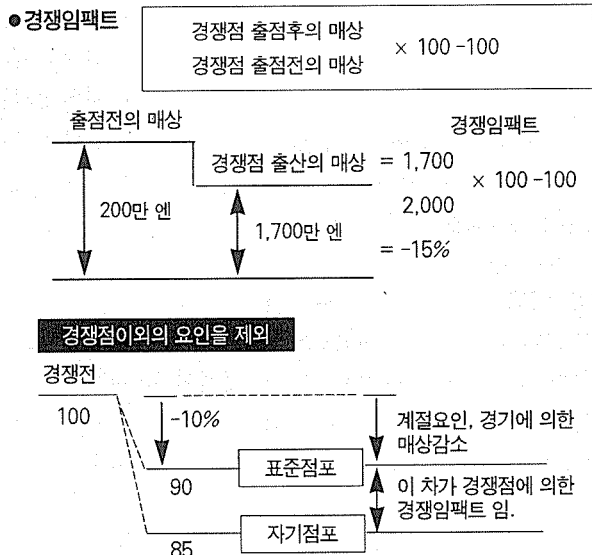 ●경쟁임팩트
경쟁점 출점후의 매상
경쟁점 출점전의 매상
× 100 -100
출점전의 매상
경쟁임팩트
경쟁점 출산의 매상 = 1,700
× 100 -100
200만 엔
2,000
1,700만 엔
= -15%
경쟁점이외의 요인을 제외
경쟁전
100
-10%
계절요인, 경기에 의한
매상감소
표준점포
90
이 차가 경쟁점에 의한
경쟁임팩트 임.
자기점포
85